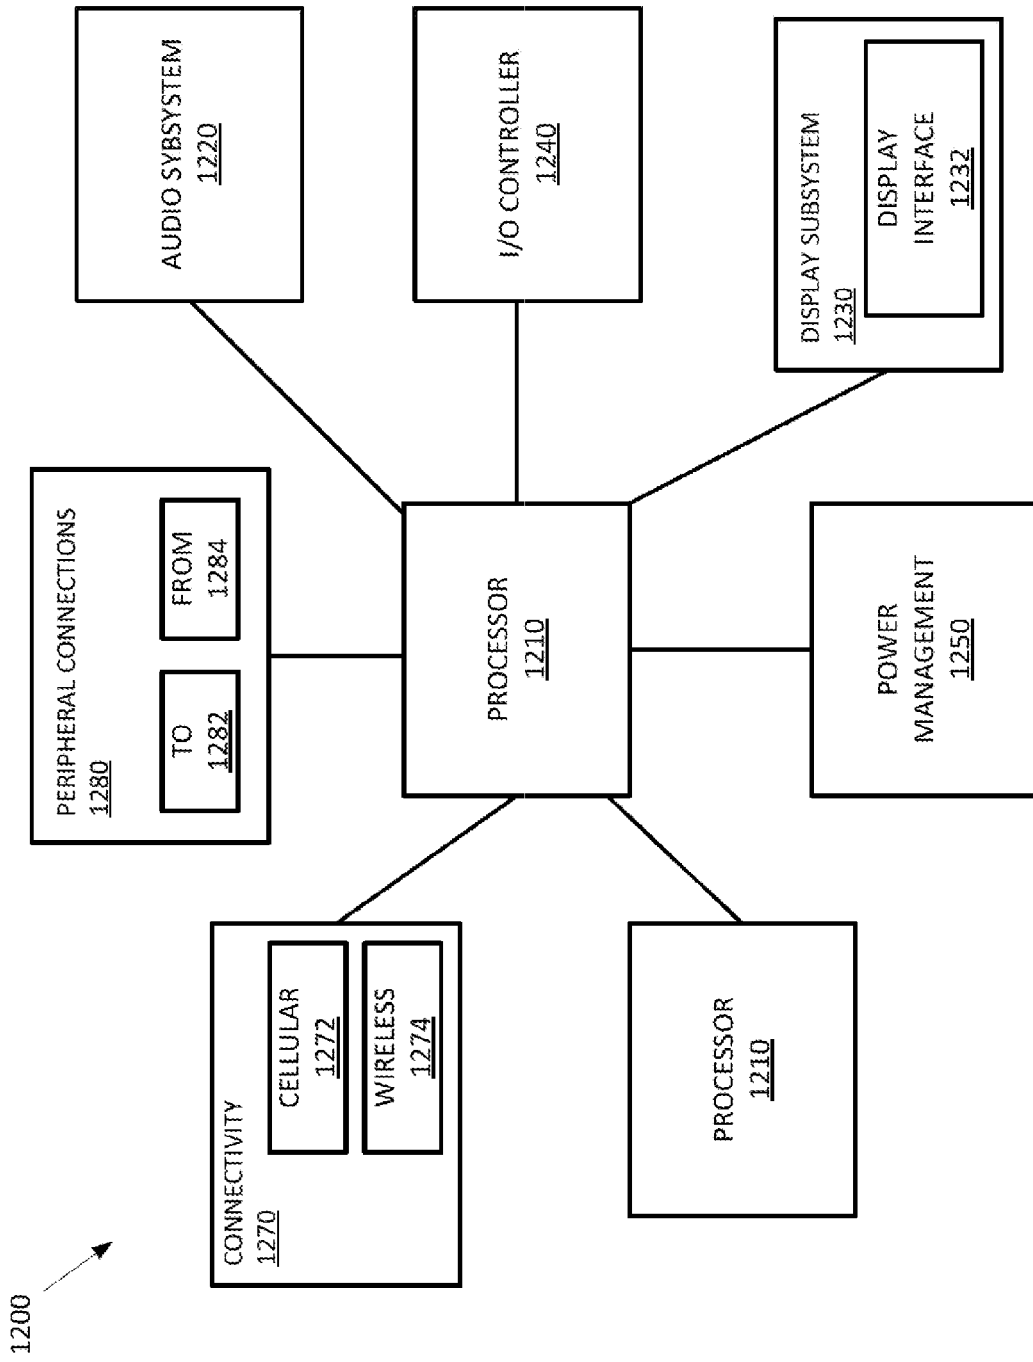 1200
PERIPHERAL CONNECTIONS
1280
TO
1282
FROM
1284
AUDIO SYBSYSTEM
1220
CONNECTIVITY
1270
CELLULAR
1272
WIRELESS
1274
PROCESSOR
1210
I/O CONTROLLER
1240
PROCESSOR
1210
POWER
MANAGEMENT
1250
DISPLAY SUBSYSTEM
1230
DISPLAY
INTERFACE
1232